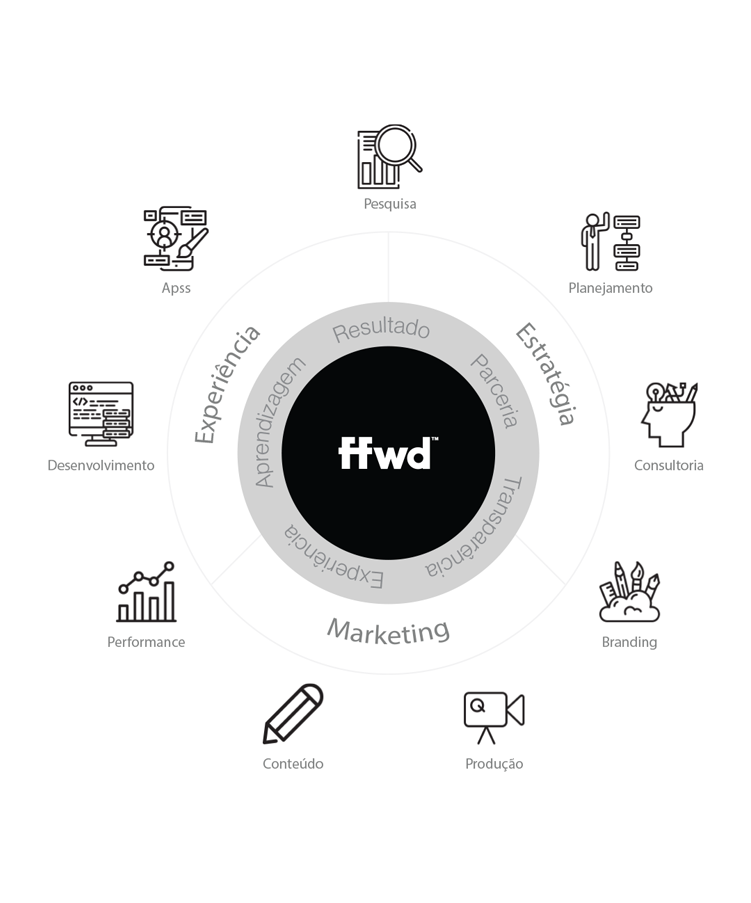 Pesquisa
Apss
Planejamento
Experiência
Estratégia
Resultado
Aprendizagem
Parceria
ffwd™
Desenvolvimento
Consultoria
Experiência
Transparência
Marketing
Performance
Branding
Conteúdo
Produção